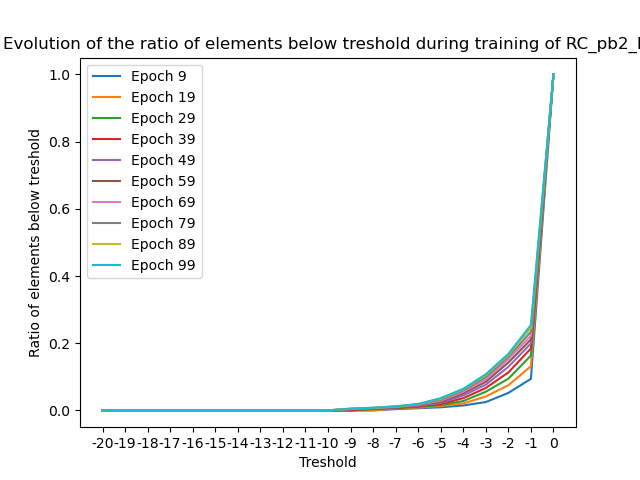 Evolution of the ratio of elements below treshold during training of RC_pb2_
1.0
0.8
0.6
0.4
0.2
0.0
Ratio of elements below treshold
Epoch 9
Epoch 19
Epoch 29
Epoch 39
Epoch 49
Epoch 59
Epoch 69
Epoch 79
Epoch 89
Epoch 99
-20 -19 -18 -17 -16 -15 -14 -13 -12 -11 -10 -9 -8 -7 -6 -5 -4 -3 -2 -1 0
Treshold